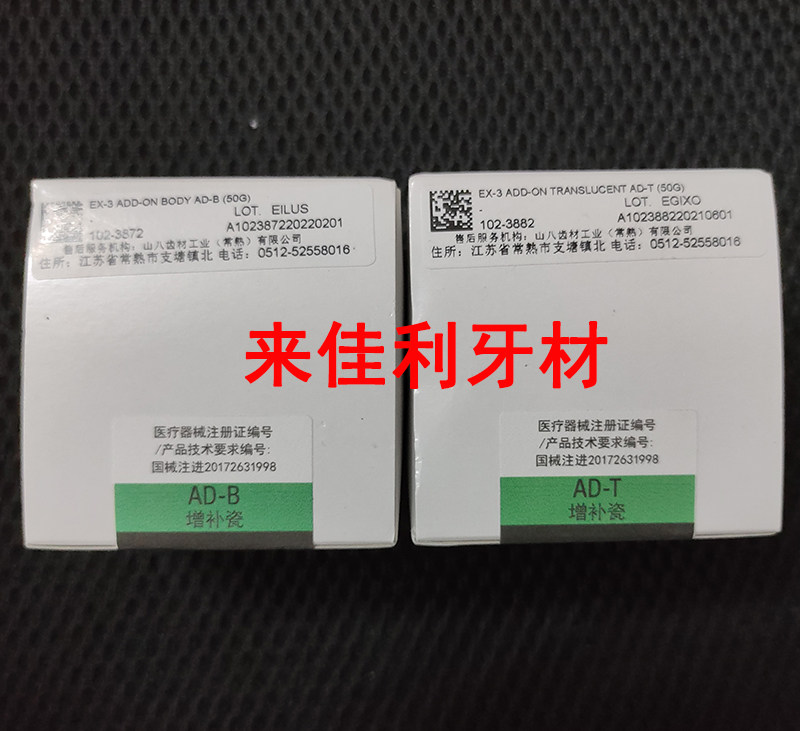 EX-3 ADD-ON BODY AD-B (50G)
LOT. EILUS
102-3872
A102387220220201
售后服务机构：山八齿材工业（常熟）有限公司
住所：江苏省常熟市支塘镇北 电话：0512-52558016
EX-3 ADD-ON TRANSLUCENT AD-T (50G)
LOT. EGIXO
102-3882
A102388220210801
售后服务机构：山八齿材工业（常熟）有限公司
住所：江苏省常熟市支塘镇北 电话：0512-52558016
来佳利牙材
医疗器械注册证编号
/产品技术要求编号:
国械注进20172631998
AD-B
增补瓷
医疗器械注册证编号
/产品技术要求编号:
国械注进20172631998
AD-T
增补瓷